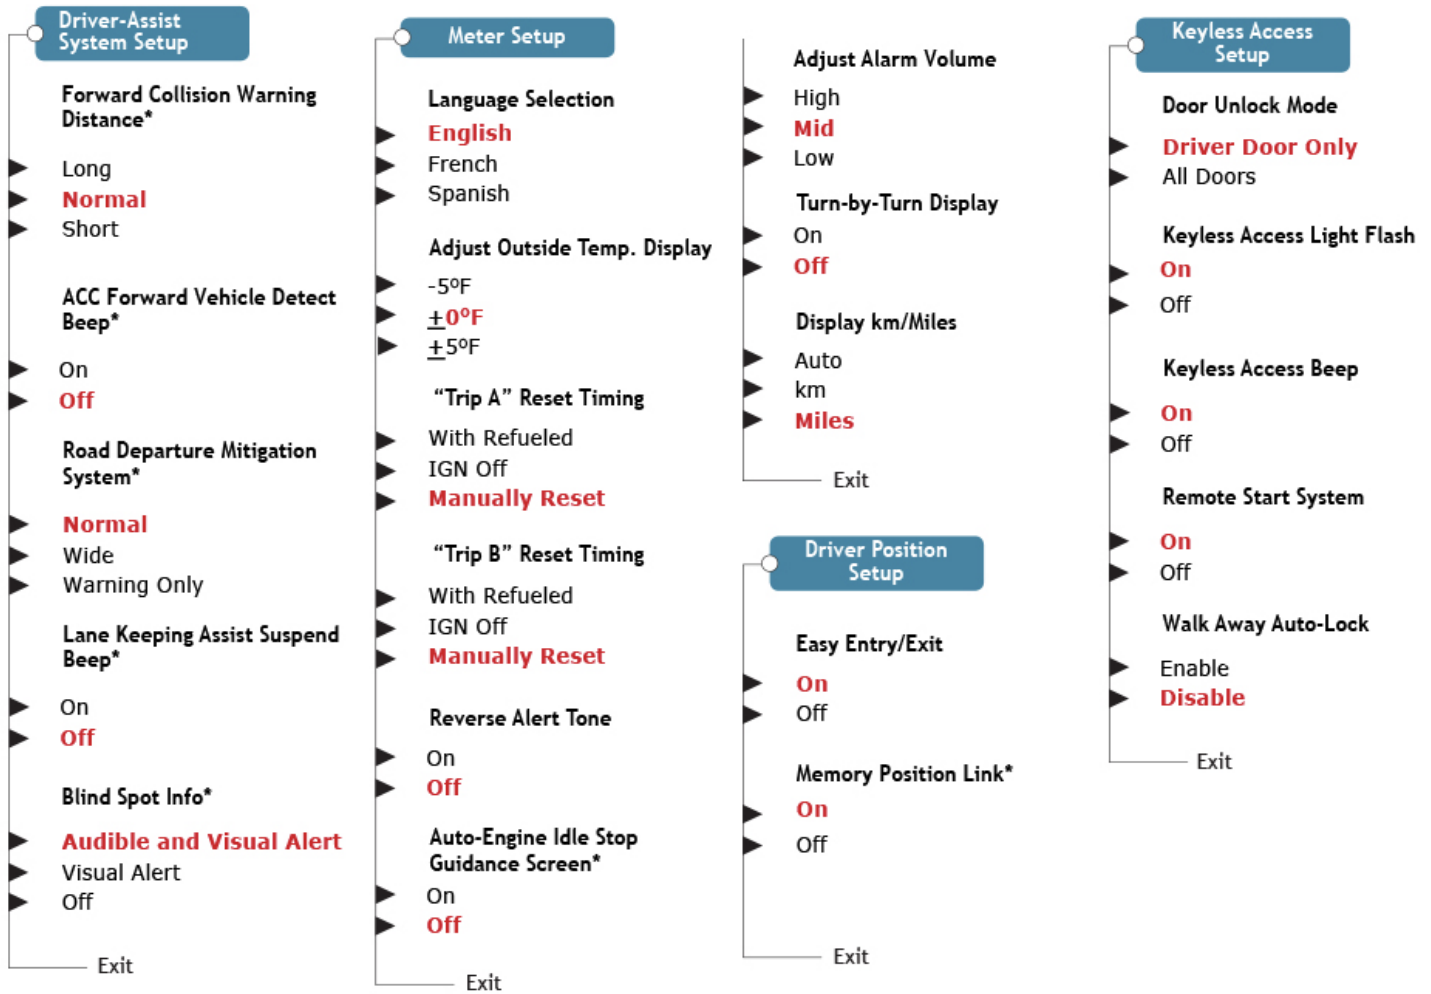 Driver-Assist
System Setup
Forward Collision Warning
Distance*
Long
Normal
Short
ACC Forward Vehicle Detect
Beep*
On
Off
Road Departure Mitigation
System*
Normal
Wide
Warning Only
Lane Keeping Assist Suspend
Beep*
On
Off
Blind Spot Info*
Audible and Visual Alert
Visual Alert
Off
Exit
Meter Setup
Language Selection
English
French
Spanish
Adjust Outside Temp. Display
-5ºF
±0ºF
±5ºF
“Trip A” Reset Timing
With Refueled
IGN Off
Manually Reset
“Trip B” Reset Timing
With Refueled
IGN Off
Manually Reset
Reverse Alert Tone
On
Off
Auto-Engine Idle Stop
Guidance Screen*
On
Off
Exit
Adjust Alarm Volume
High
Mid
Low
Turn-by-Turn Display
On
Off
Display km/Miles
Auto
km
Miles
Exit
Driver Position
Setup
Easy Entry/Exit
On
Off
Memory Position Link*
On
Off
Exit
Keyless Access
Setup
Door Unlock Mode
Driver Door Only
All Doors
Keyless Access Light Flash
On
Off
Keyless Access Beep
On
Off
Remote Start System
On
Off
Walk Away Auto-Lock
Enable
Disable
Exit